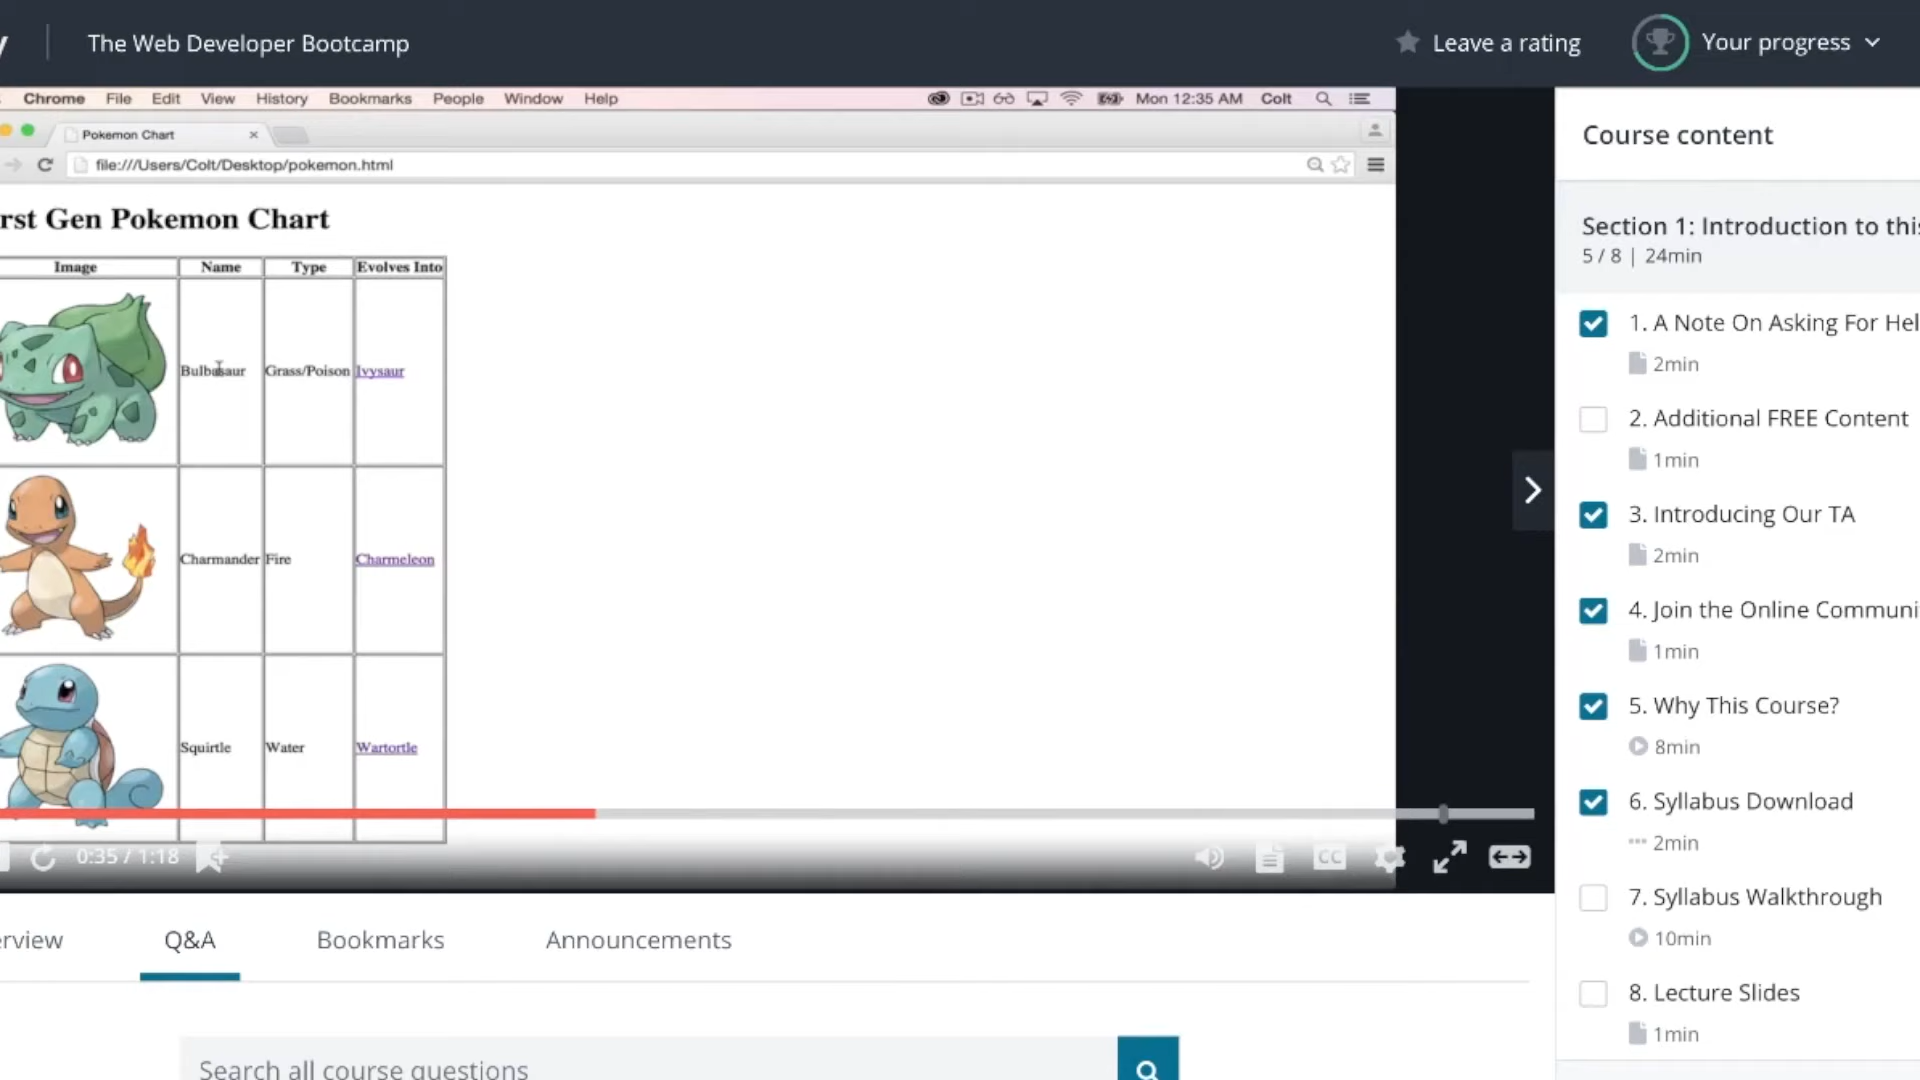 The Web Developer Bootcamp
Leave a rating
Your progress
Chrome File Edit View History Bookmarks People Window Help
Mon 12:35 AM Colt
Pokemon Chart
file:///Users/Colt/Desktop/pokemon.html
rst Gen Pokemon Chart
Image Name Type Evolves Into
Bulbasaur Grass/Poison Ivysaur
Charmander Fire Charmeleon
Squirtle Water Wartortle
0:35 / 1:18
CC
erview Q&A Bookmarks Announcements
Search all course questions
Course content
Section 1: Introduction to this
5 / 8 | 24min
1. A Note On Asking For Hel
2min
2. Additional FREE Content
1min
3. Introducing Our TA
2min
4. Join the Online Communi
1min
5. Why This Course?
8min
6. Syllabus Download
2min
7. Syllabus Walkthrough
10min
8. Lecture Slides
1min